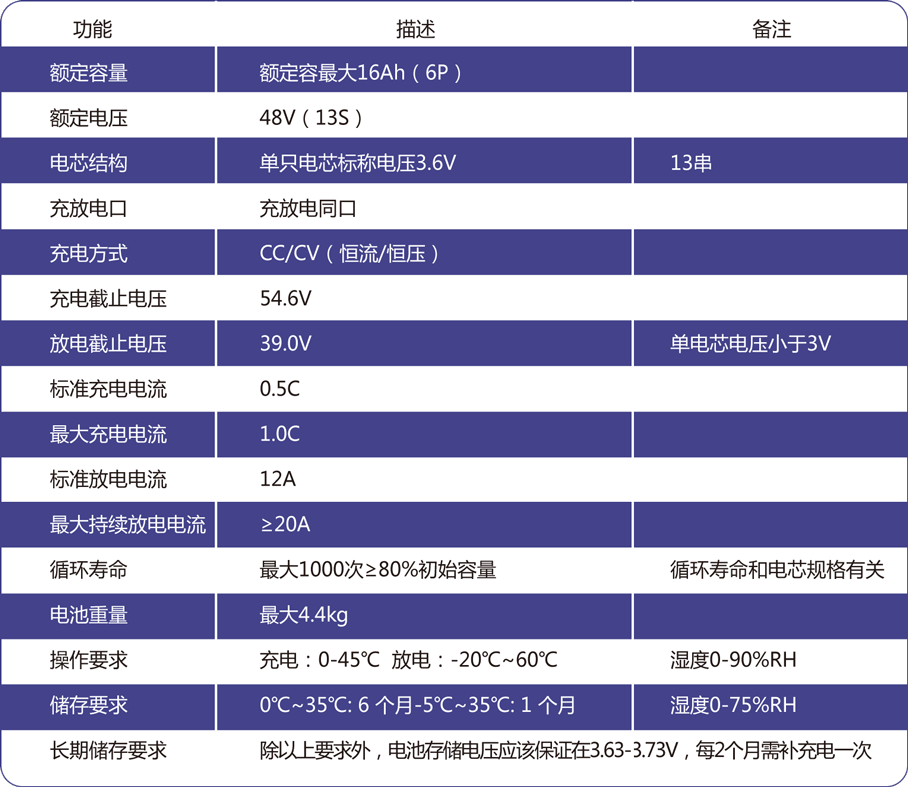 功能 描述 备注
额定容量 额定容最大16Ah（6P）
额定电压 48V（13S）
电芯结构 单只电芯标称电压3.6V 13串
充放电口 充放电同口
充电方式 CC/CV（恒流/恒压）
充电截止电压 54.6V
放电截止电压 39.0V 单电芯电压小于3V
标准充电电流 0.5C
最大充电电流 1.0C
标准放电电流 12A
最大持续放电电流 ≥20A
循环寿命 最大1000次≥80%初始容量 循环寿命和电芯规格有关
电池重量 最大4.4kg
操作要求 充电：0-45℃ 放电：-20℃~60℃ 湿度0-90%RH
储存要求 0℃~35℃: 6 个月-5℃~35℃: 1 个月 湿度0-75%RH
长期储存要求 除以上要求外，电池存储电压应该保证在3.63-3.73V，每2个月需补充电一次